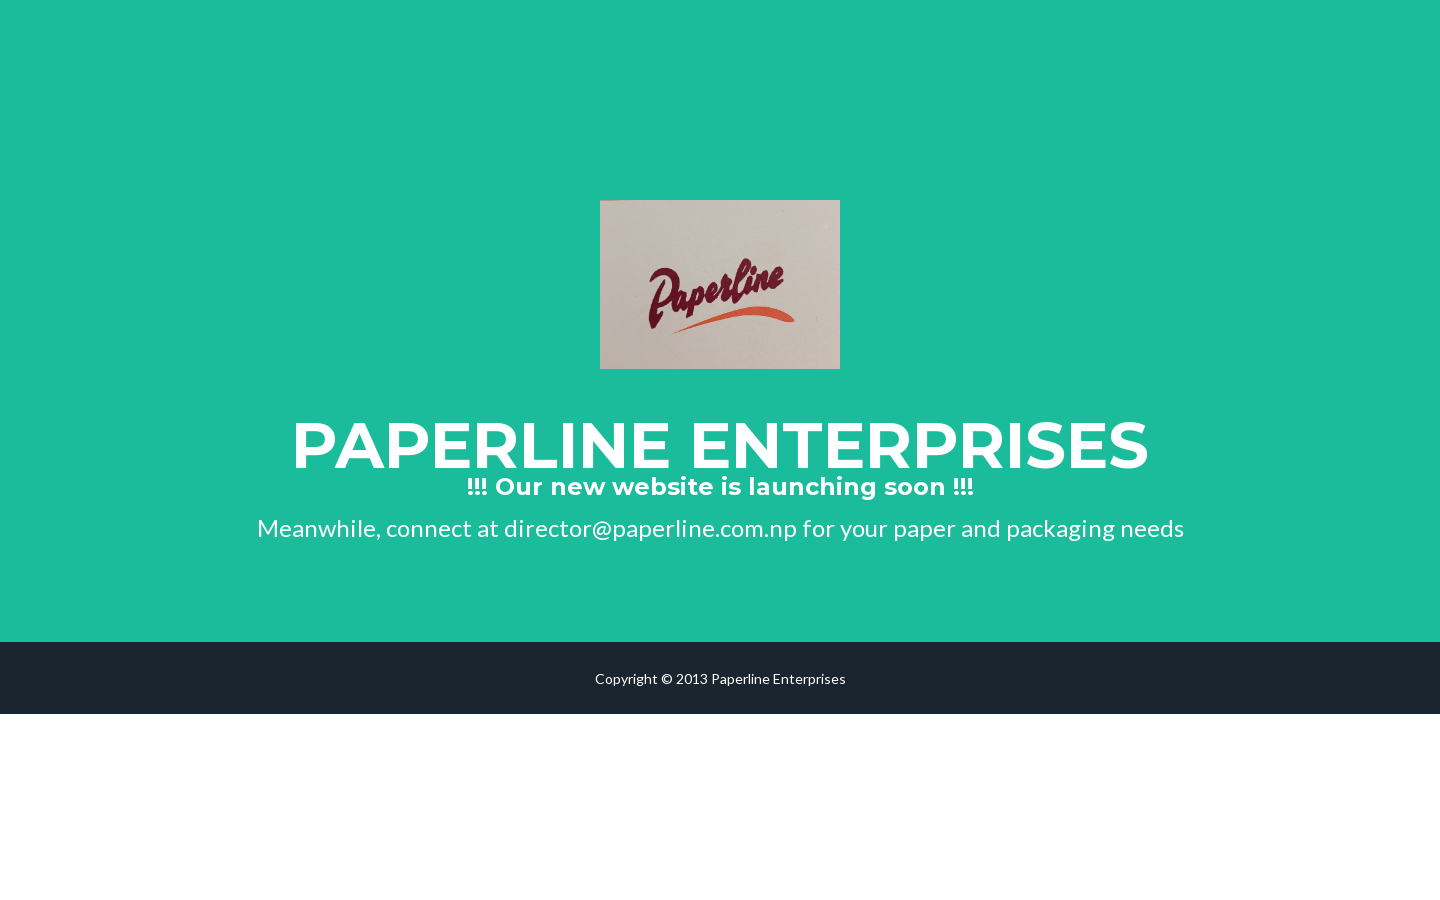 Paperline
PAPERLINE ENTERPRISES
!!! Our new website is launching soon !!!
Meanwhile, connect at director@paperline.com.np for your paper and packaging needs
Copyright © 2013 Paperline Enterprises